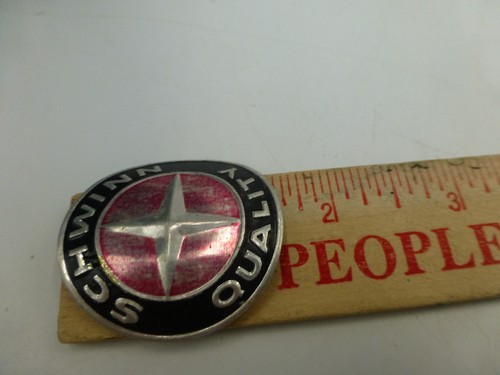 SCHWINN
QUALITY
2 3
PEOPLE